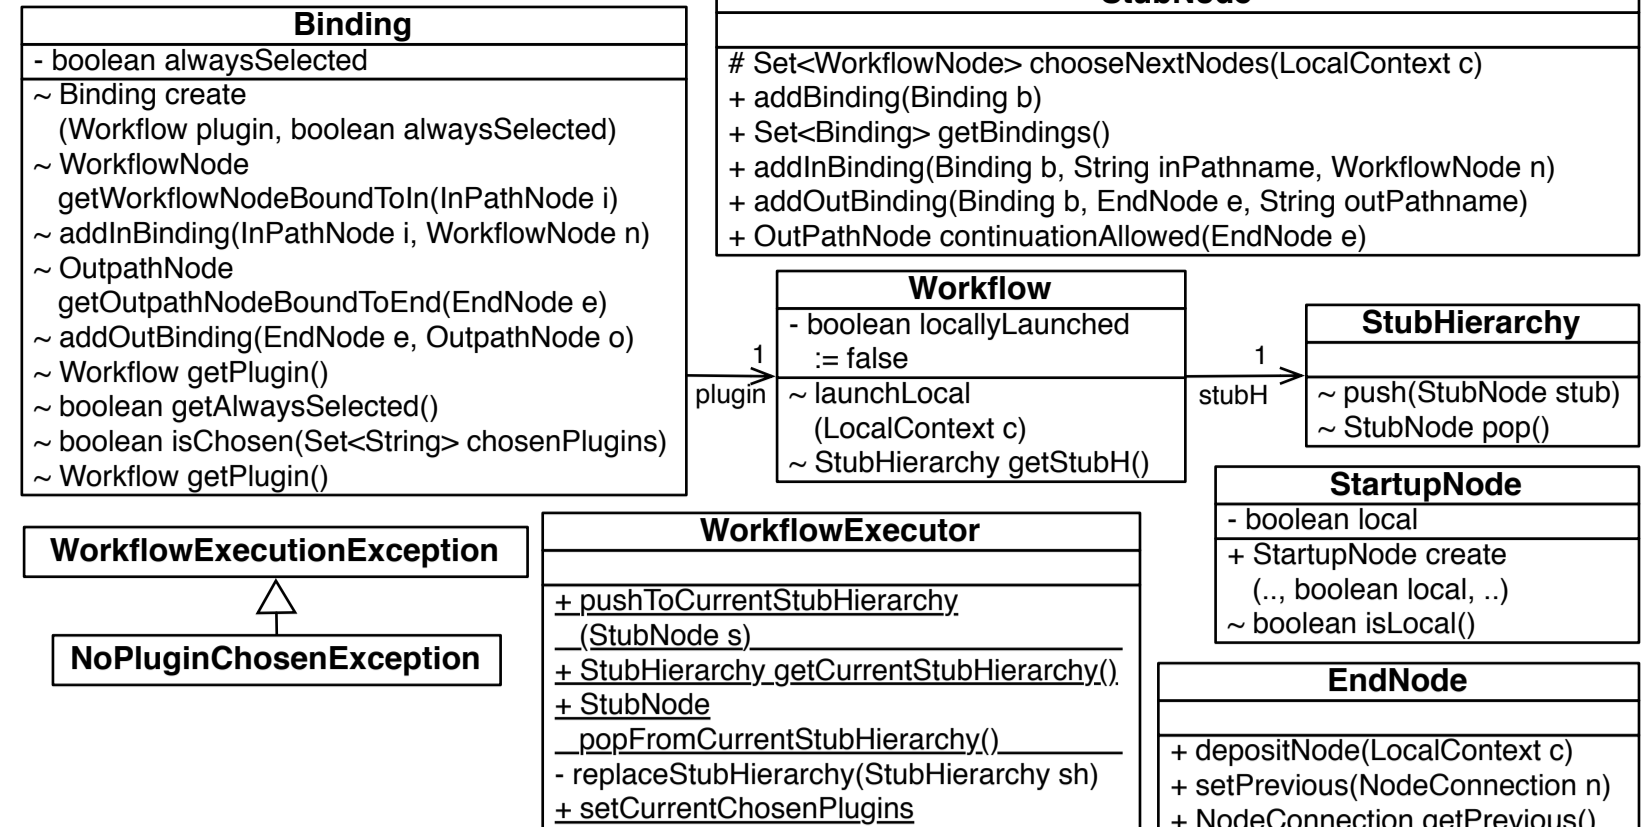 Binding
- boolean alwaysSelected
~ Binding create
(Workflow plugin, boolean alwaysSelected)
~ WorkflowNode
getWorkflowNodeBoundToIn(InPathNode i)
~ addInBinding(InPathNode i, WorkflowNode n)
~ OutpathNode
getOutpathNodeBoundToEnd(EndNode e)
~ addOutBinding(EndNode e, OutpathNode o)
~ Workflow getPlugin()
~ boolean getAlwaysSelected()
~ boolean isChosen(Set<String> chosenPlugins)
~ Workflow getPlugin()
StubNode
# Set<WorkflowNode> chooseNextNodes(LocalContext c)
+ addBinding(Binding b)
+ Set<Binding> getBindings()
+ addInBinding(Binding b, String inPathname, WorkflowNode n)
+ addOutBinding(Binding b, EndNode e, String outPathname)
+ OutPathNode continuationAllowed(EndNode e)
1
plugin
Workflow
- boolean locallyLaunched
:= false
~ launchLocal
(LocalContext c)
~ StubHierarchy getStubH()
1
stubH
StubHierarchy
~ push(StubNode stub)
~ StubNode pop()
StartupNode
- boolean local
+ StartupNode create
(.., boolean local, ..)
~ boolean isLocal()
WorkflowExecutionException
NoPluginChosenException
WorkflowExecutor
+ pushToCurrentStubHierarchy
(StubNode s)
+ StubHierarchy getCurrentStubHierarchy()
+ StubNode
popFromCurrentStubHierarchy()
- replaceStubHierarchy(StubHierarchy sh)
+ setCurrentChosenPlugins
EndNode
+ depositNode(LocalContext c)
+ setPrevious(NodeConnection n)
+ NodeConnection getPrevious()